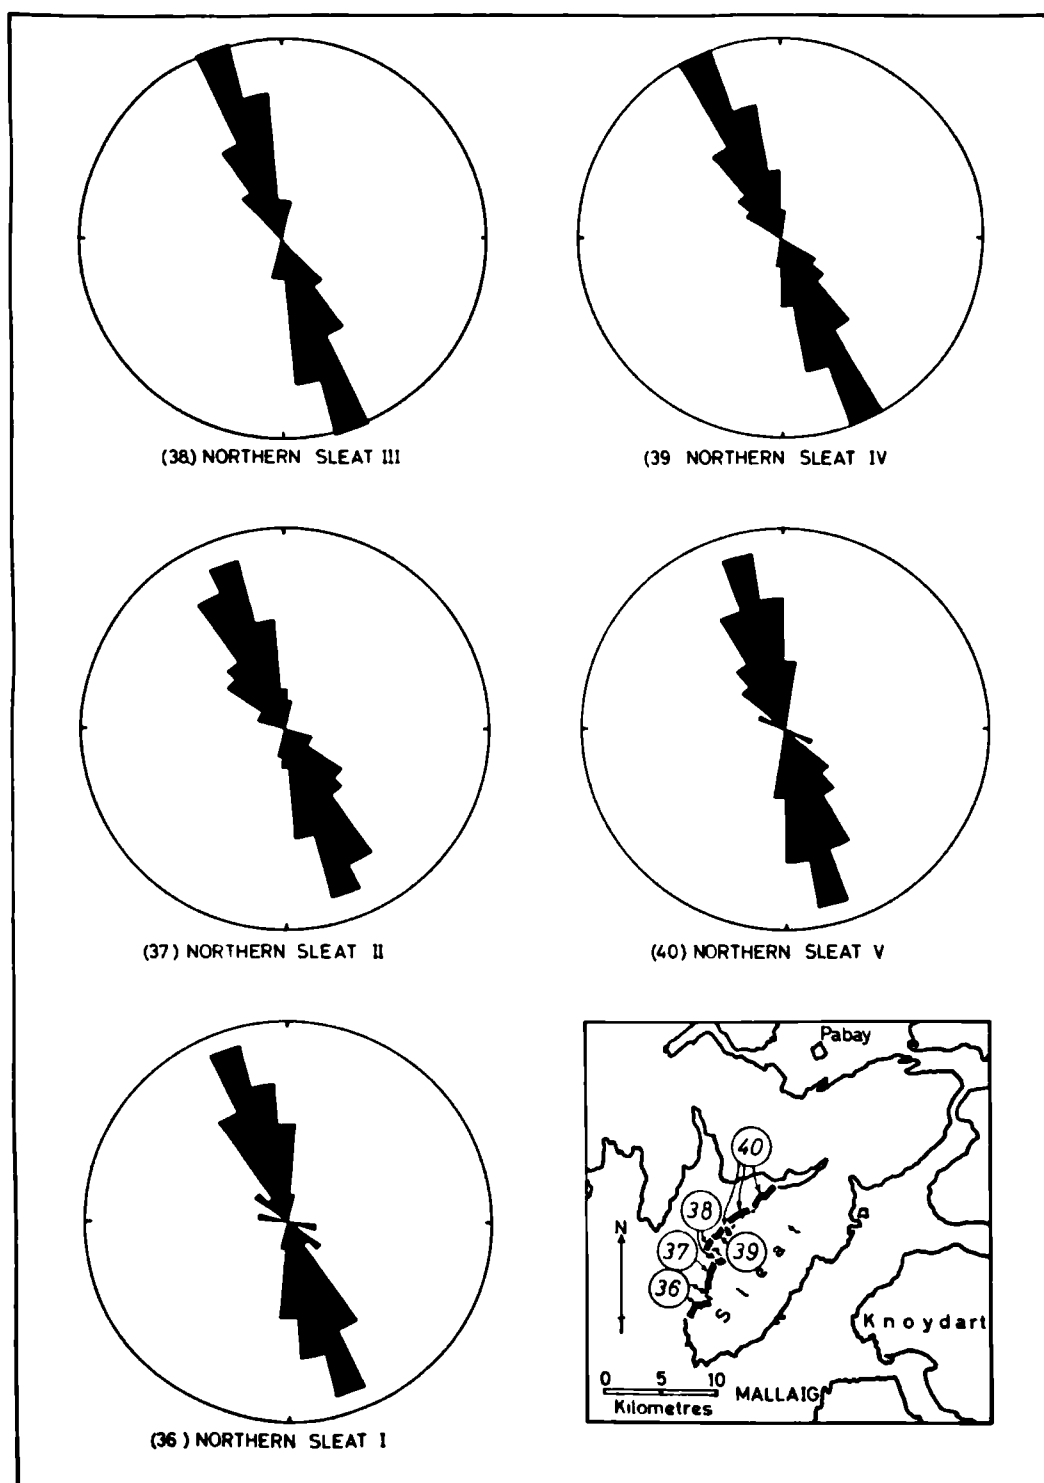 (38) NORTHERN SLEAT III
(39 NORTHERN SLEAT IV
(37) NORTHERN SLEAT II
(40) NORTHERN SLEAT V
(36) NORTHERN SLEAT I
Pabay
40
38
N
37
39
36
Sleat
Knoydart
0 5 10
MALLAIG
Kilometres